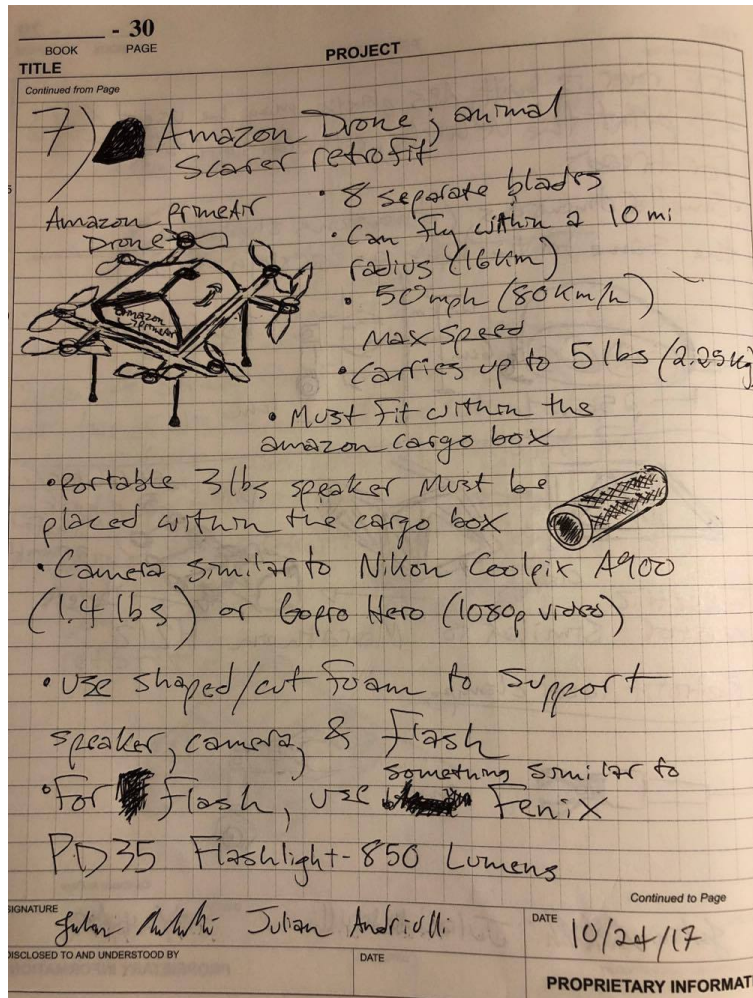 - 30
BOOK PAGE
PROJECT
TITLE
Continued from Page
7) Amazon Drone; animal
Scarer retrofit
Amazon PrimeAir
Drone
amazon
primeAir
• 8 separate blades
• Can fly within a 10 mi
radius (16km)
• 50mph (80Km/h)
Max speed
• Carries up to 5 lbs (2.25kg)
• Must fit within the
amazon cargo box
• Portable 3lbs speaker must be
placed within the cargo box
• Camera similar to Nikon Coolpix A900
(1.4 lbs) or Gopro Hero (1080p video)
• use shaped/cut foam to support
speaker, camera, & Flash
• For Flash, use something similar to Fenix
PD35 Flashlight-850 Lumens
Continued to Page
SIGNATURE
Julian
DATE
10/24/17
DISCLOSED TO AND UNDERSTOOD BY
DATE
PROPRIETARY INFORMAT